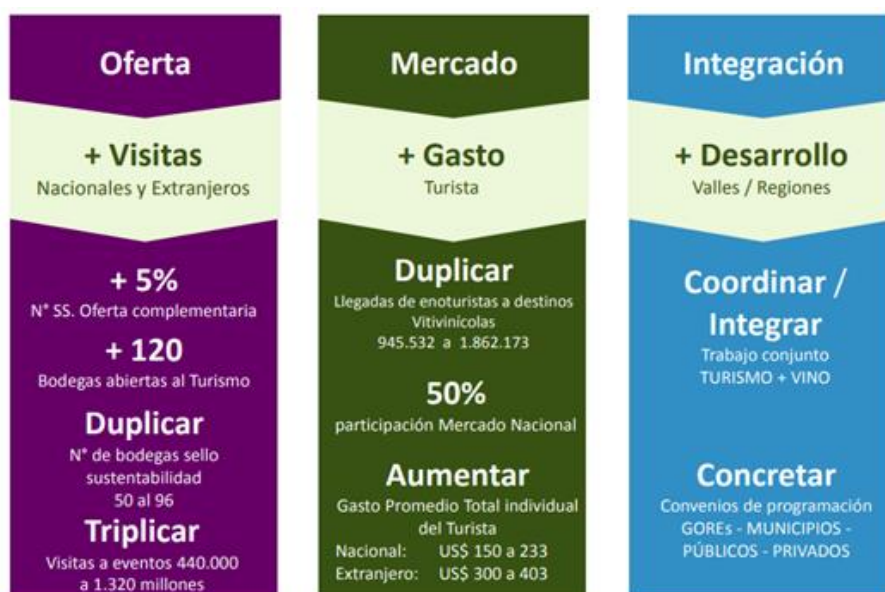 Oferta
+ Visitas
Nacionales y Extranjeros
+ 5%
N° SS. Oferta complementaria
+ 120
Bodegas abiertas al Turismo
Duplicar
N° de bodegas sello
sustentabilidad
50 al 96
Triplicar
Visitas a eventos 440.000
a 1.320 millones
Mercado
+ Gasto
Turista
Duplicar
Llegadas de enoturistas a destinos
Vitivinícolas
945.532 a 1.862.173
50%
participación Mercado Nacional
Aumentar
Gasto Promedio Total individual
del Turista
Nacional: US$ 150 a 233
Extranjero: US$ 300 a 403
Integración
+ Desarrollo
Valles / Regiones
Coordinar /
Integrar
Trabajo conjunto
TURISMO + VINO
Concretar
Convenios de programación
GOREs - MUNICIPIOS -
PÚBLICOS - PRIVADOS